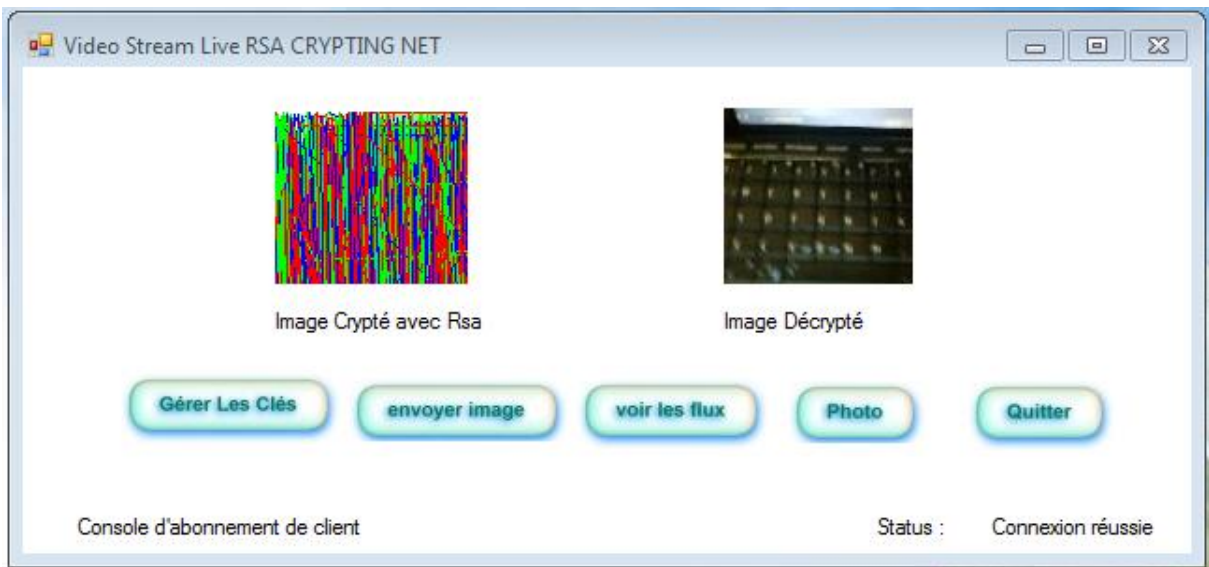 Video Stream Live RSA CRYPTING NET
Image Crypté avec Rsa
Image Décrypté
Gérer Les Clés
envoyer image
voir les flux
Photo
Quitter
Console d'abonnement de client
Status :
Connexion réussie